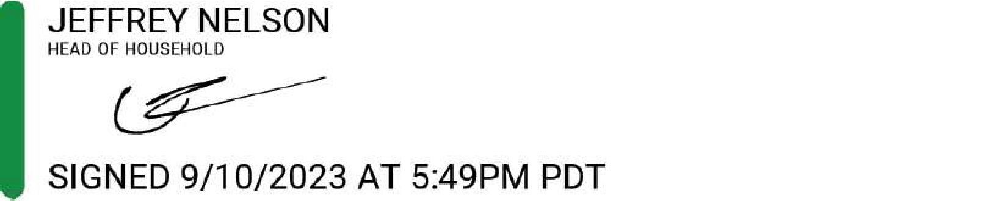 JEFFREY NELSON
HEAD OF HOUSEHOLD
SIGNED 9/10/2023 AT 5:49PM PDT